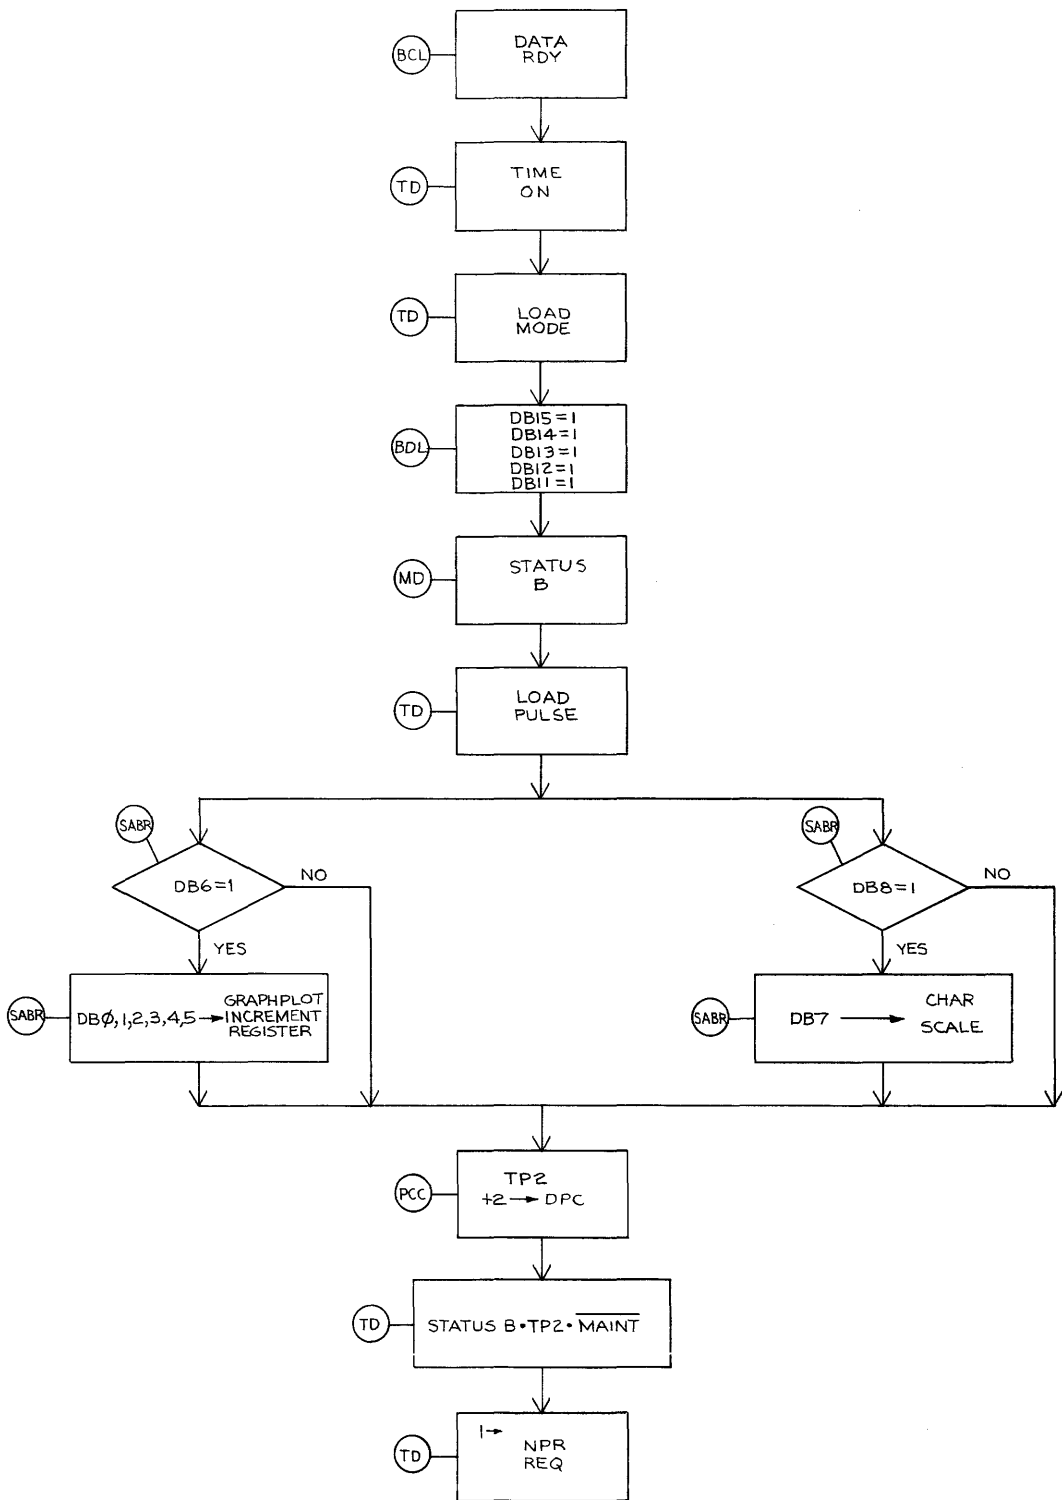 BCL
DATA
RDY
TD
TIME
ON
TD
LOAD
MODE
BDL
DB15=1
DB14=1
DB13=1
DB12=1
DB11=1
MD
STATUS
B
TD
LOAD
PULSE
SABR
DB6=1
NO
YES
SABR
DB8=1
NO
YES
SABR
DBØ,1,2,3,4,5→
GRAPHPLOT
INCREMENT
REGISTER
SABR
DB7 →
CHAR
SCALE
PCC
TP2
+2→ DPC
TD
STATUS B•TP2•M̅A̅I̅N̅T̅
TD
1→
NPR
REQ